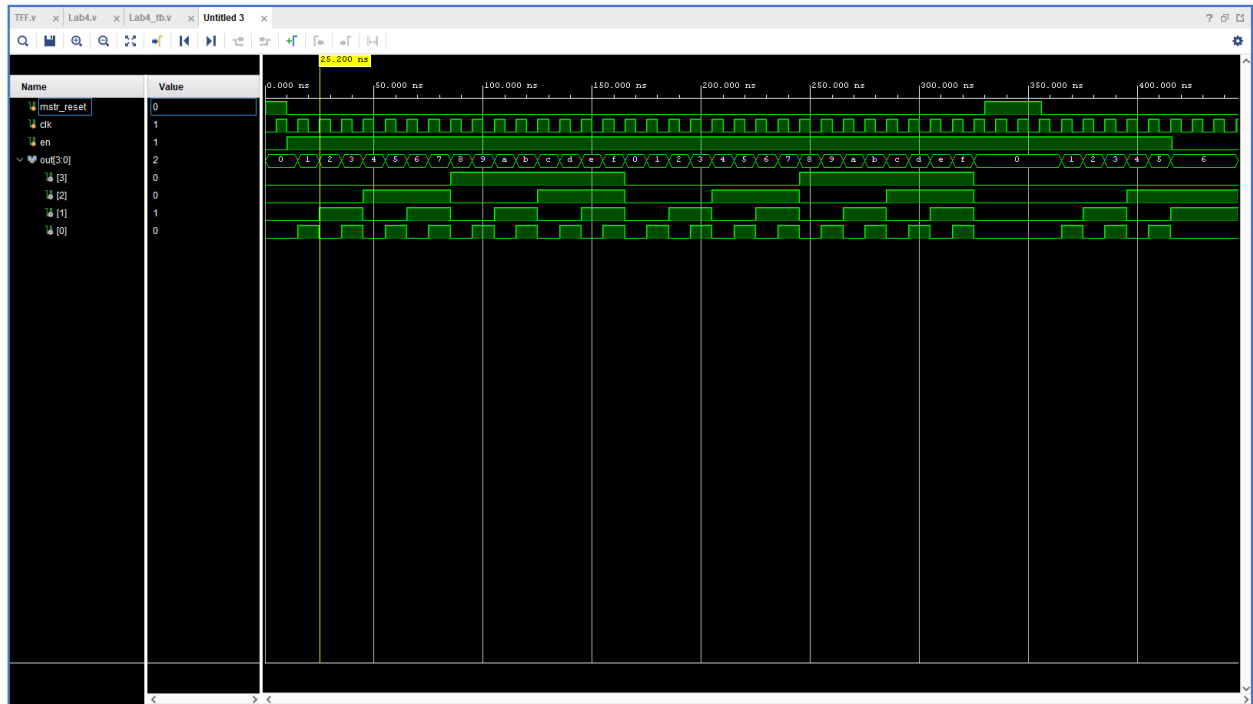 TFF.v × Lab4.v × Lab4_tb.v × Untitled 3 ×
25.200 ns
Name Value
0.000 ns 50.000 ns 100.000 ns 150.000 ns 200.000 ns 250.000 ns 300.000 ns 350.000 ns 400.000 ns
mstr_reset 0
clk 1
en 1
out[3:0] 2 0 1 2 3 4 5 6 7 8 9 a b c d e f 0 1 2 3 4 5 6 7 8 9 a b c d e f 0 1 2 3 4 5 6
[3] 0
[2] 0
[1] 1
[0] 0